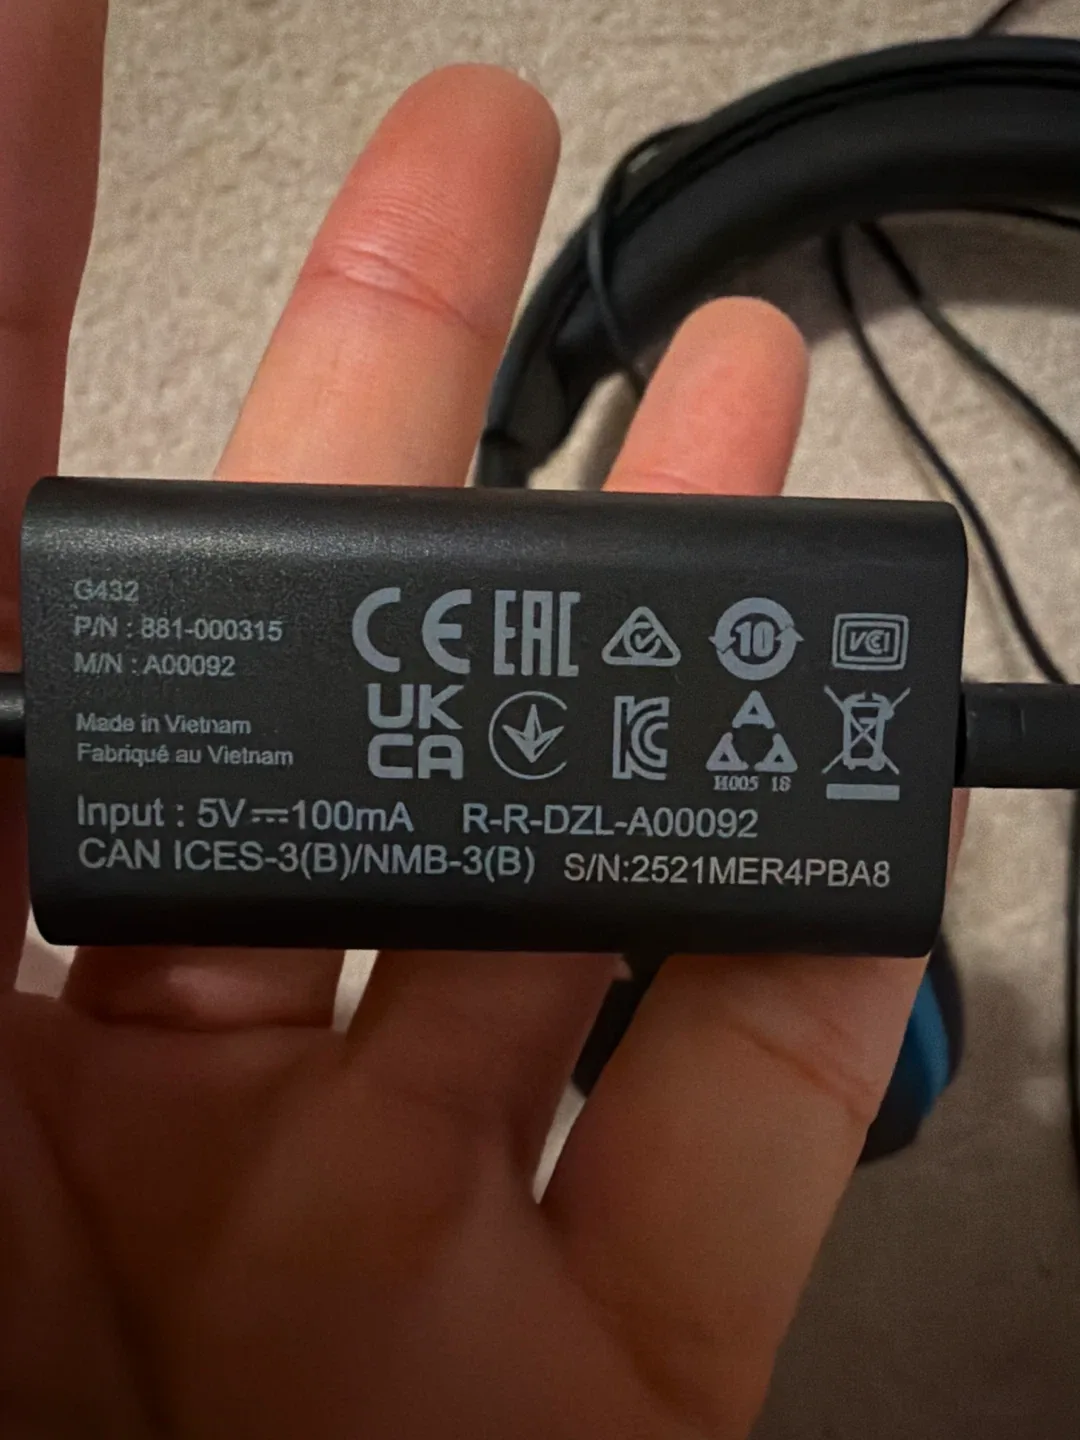 G432
P/N : 881-000315
M/N : A00092
Made in Vietnam
Fabriqué au Vietnam
CE EAC 10 VCI
UK
CA
KC
H005 18
Input : 5V⎓100mA R-R-DZL-A00092
CAN ICES-3(B)/NMB-3(B) S/N:2521MER4PBA8